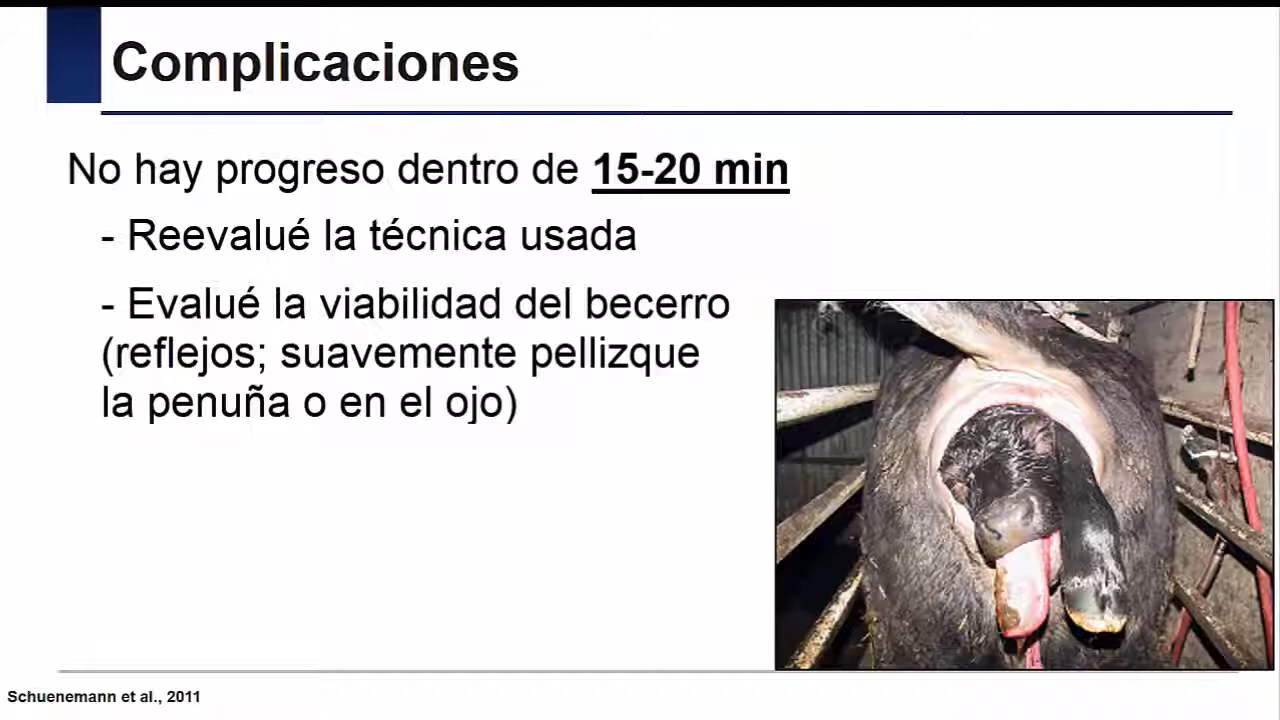 Complicaciones
No hay progreso dentro de 15-20 min
- Reevalué la técnica usada
- Evalué la viabilidad del becerro
(reflejos; suavemente pellizque
la penuña o en el ojo)
Schuenemann et al., 2011